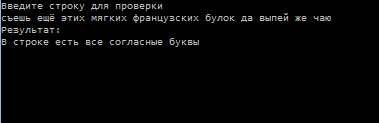 Введите строку для проверки
съешь ещё этих мягких французских булок да выпей же чаю
Результат:
В строке есть все согласные буквы